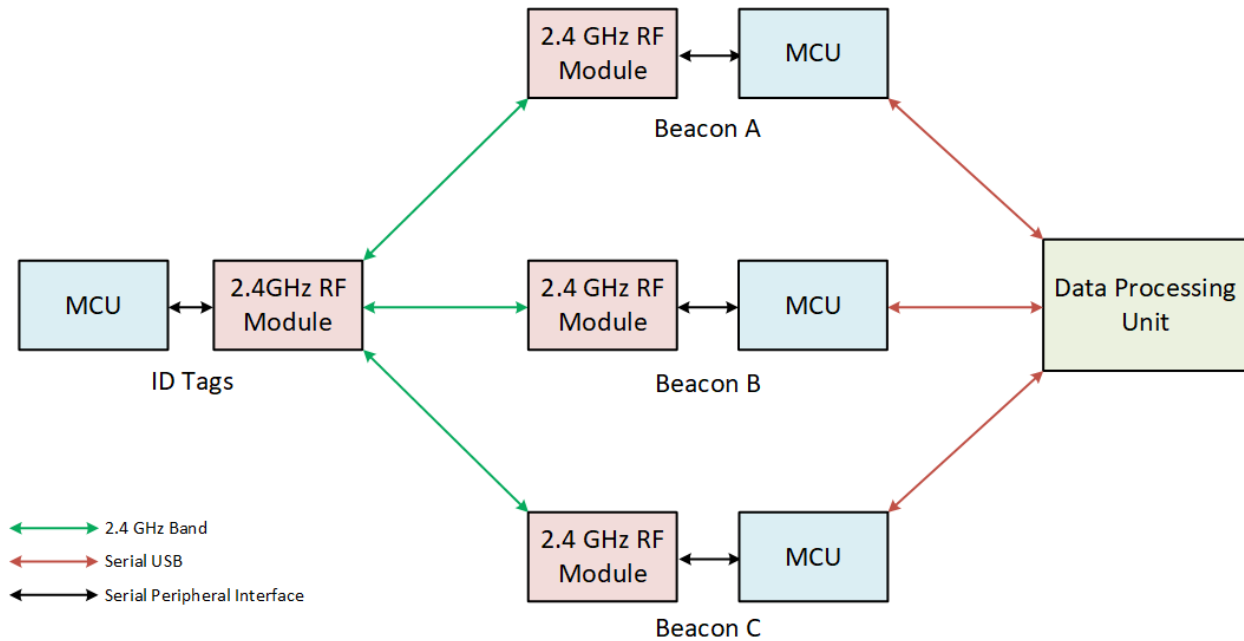 2.4 GHz RF
Module
MCU
Beacon A
MCU
2.4GHz RF
Module
ID Tags
2.4 GHz RF
Module
MCU
Beacon B
Data Processing
Unit
2.4 GHz RF
Module
MCU
Beacon C
2.4 GHz Band
Serial USB
Serial Peripheral Interface